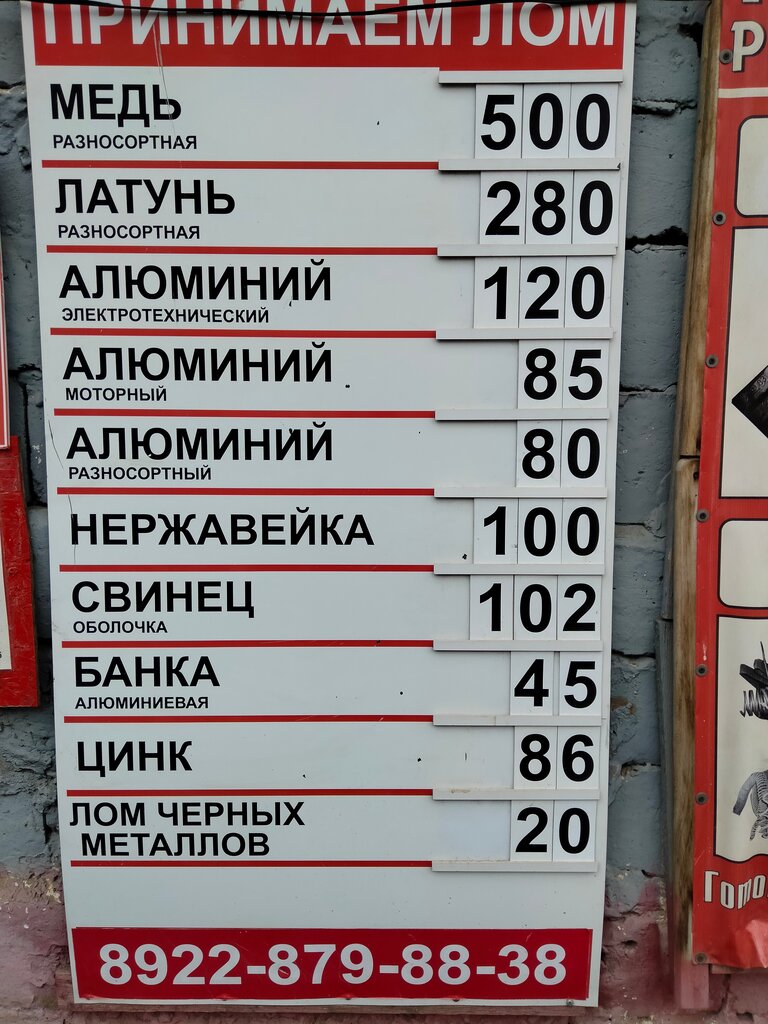 ПРИНИМАЕМ ЛОМ
МЕДЬ
РАЗНОСОРТНАЯ
500
ЛАТУНЬ
РАЗНОСОРТНАЯ
280
АЛЮМИНИЙ
ЭЛЕКТРОТЕХНИЧЕСКИЙ
120
АЛЮМИНИЙ
МОТОРНЫЙ
85
АЛЮМИНИЙ
РАЗНОСОРТНЫЙ
80
НЕРЖАВЕЙКА
100
СВИНЕЦ
ОБОЛОЧКА
102
БАНКА
АЛЮМИНИЕВАЯ
45
ЦИНК
86
ЛОМ ЧЕРНЫХ
МЕТАЛЛОВ
20
8922-879-88-38